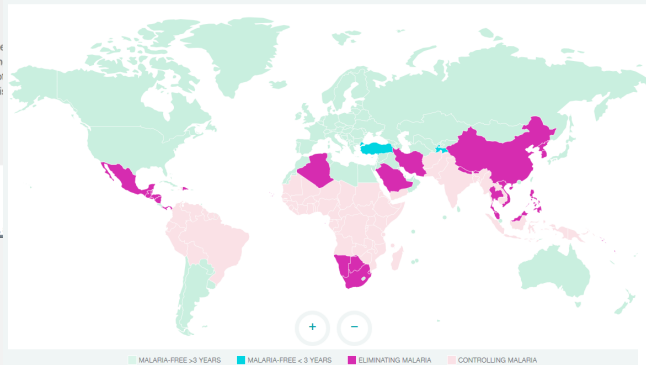 + −
MALARIA-FREE >3 YEARS MALARIA-FREE < 3 YEARS ELIMINATING MALARIA CONTROLLING MALARIA